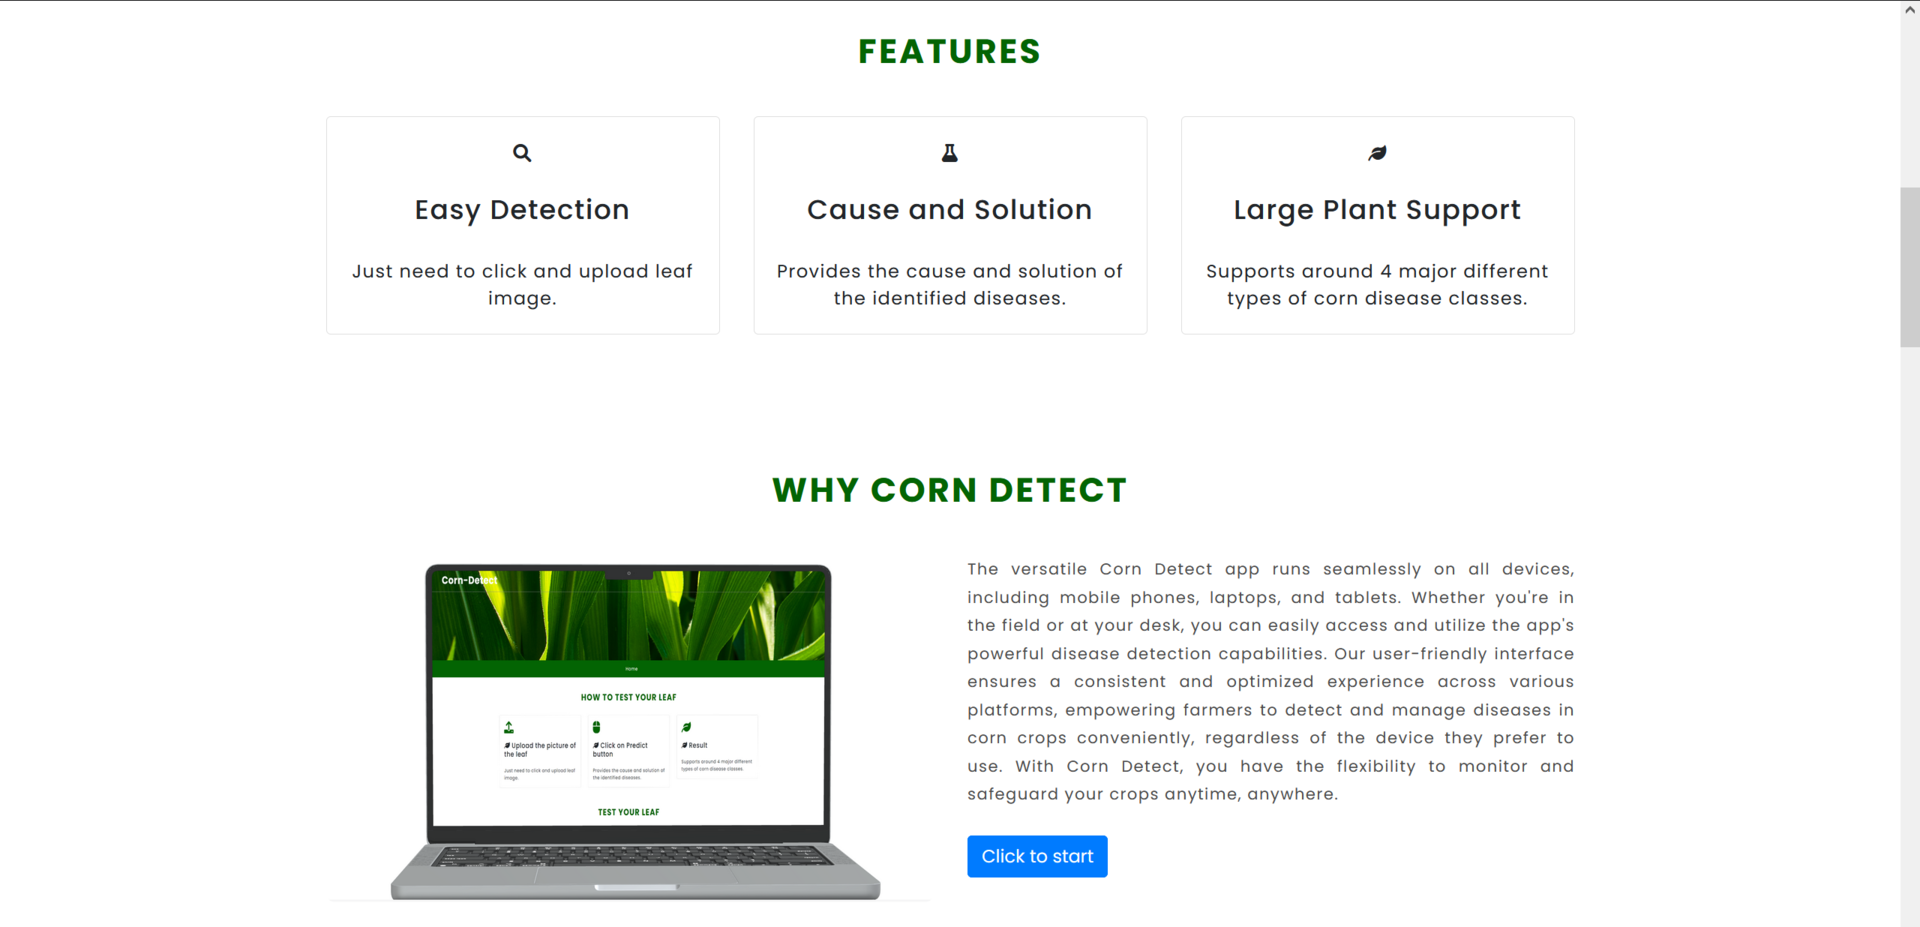 FEATURES
Easy Detection
Just need to click and upload leaf
image.
Cause and Solution
Provides the cause and solution of
the identified diseases.
Large Plant Support
Supports around 4 major different
types of corn disease classes.
WHY CORN DETECT
Corn-Detect
Home
HOW TO TEST YOUR LEAF
Upload the picture of
the leaf
Just need to click and upload leaf
image.
Click on Predict
button
Provides the cause and solution of
the identified diseases.
Result
Supports around 4 major different
types of corn disease classes.
TEST YOUR LEAF
The versatile Corn Detect app runs seamlessly on all devices,
including mobile phones, laptops, and tablets. Whether you're in
the field or at your desk, you can easily access and utilize the app's
powerful disease detection capabilities. Our user-friendly interface
ensures a consistent and optimized experience across various
platforms, empowering farmers to detect and manage diseases in
corn crops conveniently, regardless of the device they prefer to
use. With Corn Detect, you have the flexibility to monitor and
safeguard your crops anytime, anywhere.
Click to start